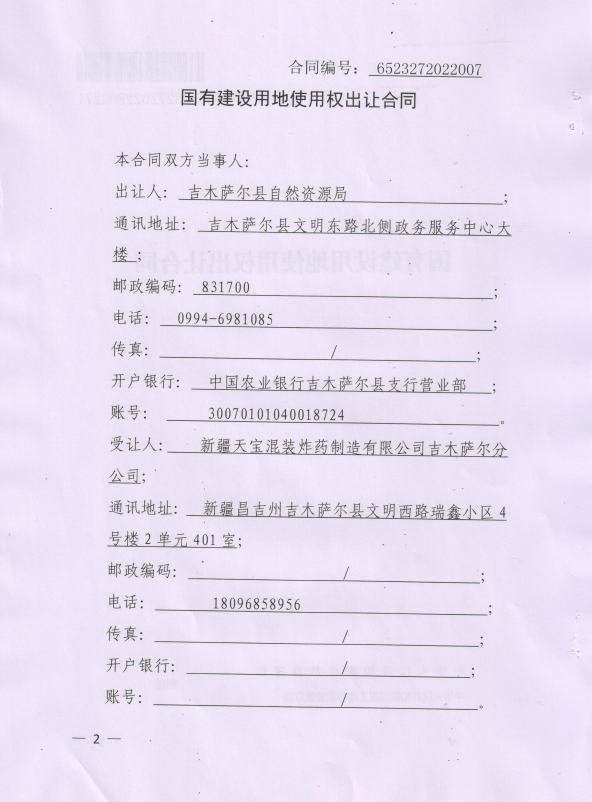 合同编号： 6523272022007
国有建设用地使用权出让合同
本合同双方当事人：
出让人： 吉木萨尔县自然资源局 ；
通讯地址： 吉木萨尔县文明东路北侧政务服务中心大
楼 ；
邮政编码： 831700 ；
电话： 0994-6981085 ；
传真： / ；
开户银行： 中国农业银行吉木萨尔县支行营业部 ；
账号： 30070101040018724 。
受让人： 新疆天宝混装炸药制造有限公司吉木萨尔分
公司；
通讯地址： 新疆昌吉州吉木萨尔县文明西路瑞鑫小区 4
号楼 2 单元 401 室；
邮政编码： / ；
电话： 18096858956 ；
传真： / ；
开户银行： / ；
账号： / 。
— 2 —